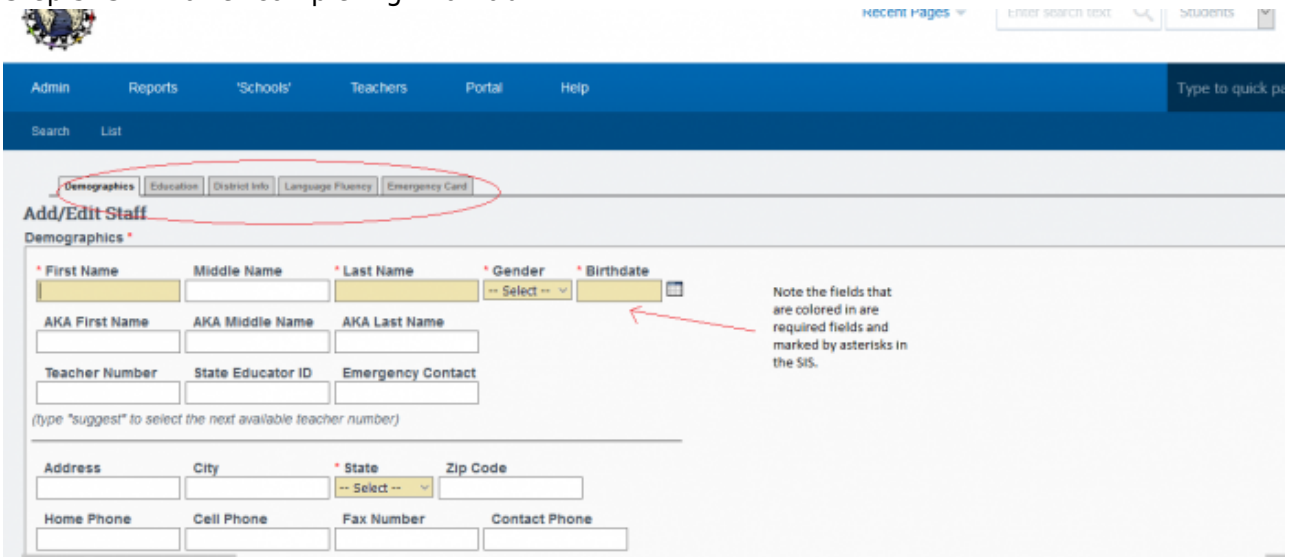 Recent Pages Enter search text Students
Admin Reports 'Schools' Teachers Portal Help Type to quick pa
Search List
Demographics Education District Info Language Fluency Emergency Card
Add/Edit Staff
Demographics *
* First Name Middle Name * Last Name * Gender * Birthdate
-- Select --
AKA First Name AKA Middle Name AKA Last Name
Teacher Number State Educator ID Emergency Contact
(type "suggest" to select the next available teacher number)
Address City * State Zip Code
-- Select --
Home Phone Cell Phone Fax Number Contact Phone
Note the fields that
are colored in are
required fields and
marked by asterisks in
the SIS.